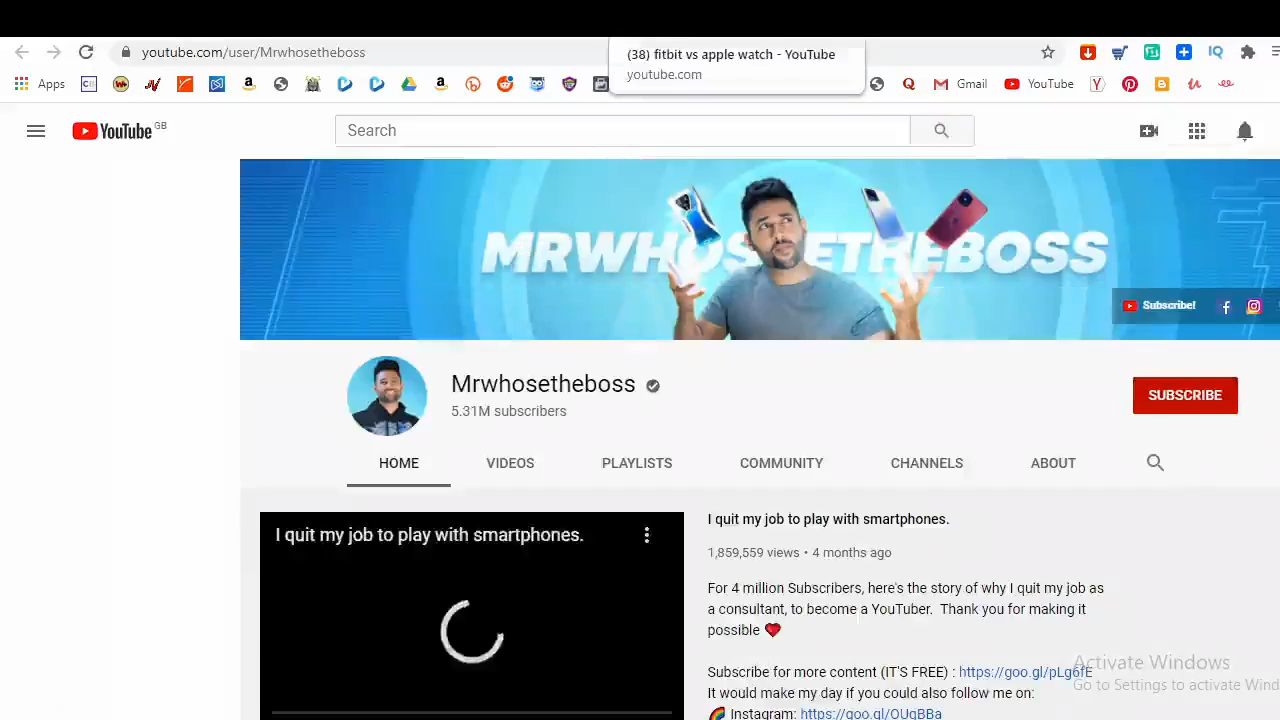 (38) fitbit vs apple watch - YouTube
youtube.com
youtube.com/user/Mrwhosetheboss
Apps
Gmail
YouTube
YouTube GB
Search
MRWHOSETHEBOSS
Subscribe!
Mrwhosetheboss
5.31M subscribers
SUBSCRIBE
HOME VIDEOS PLAYLISTS COMMUNITY CHANNELS ABOUT
I quit my job to play with smartphones.
I quit my job to play with smartphones.
1,859,559 views • 4 months ago
For 4 million Subscribers, here's the story of why I quit my job as
a consultant, to become a YouTuber. Thank you for making it
possible ❤️
Subscribe for more content (IT'S FREE) : https://goo.gl/pLg6fE
It would make my day if you could also follow me on:
🌈 Instagram: https://goo.gl/OUqBBa
Activate Windows
Go to Settings to activate Wind